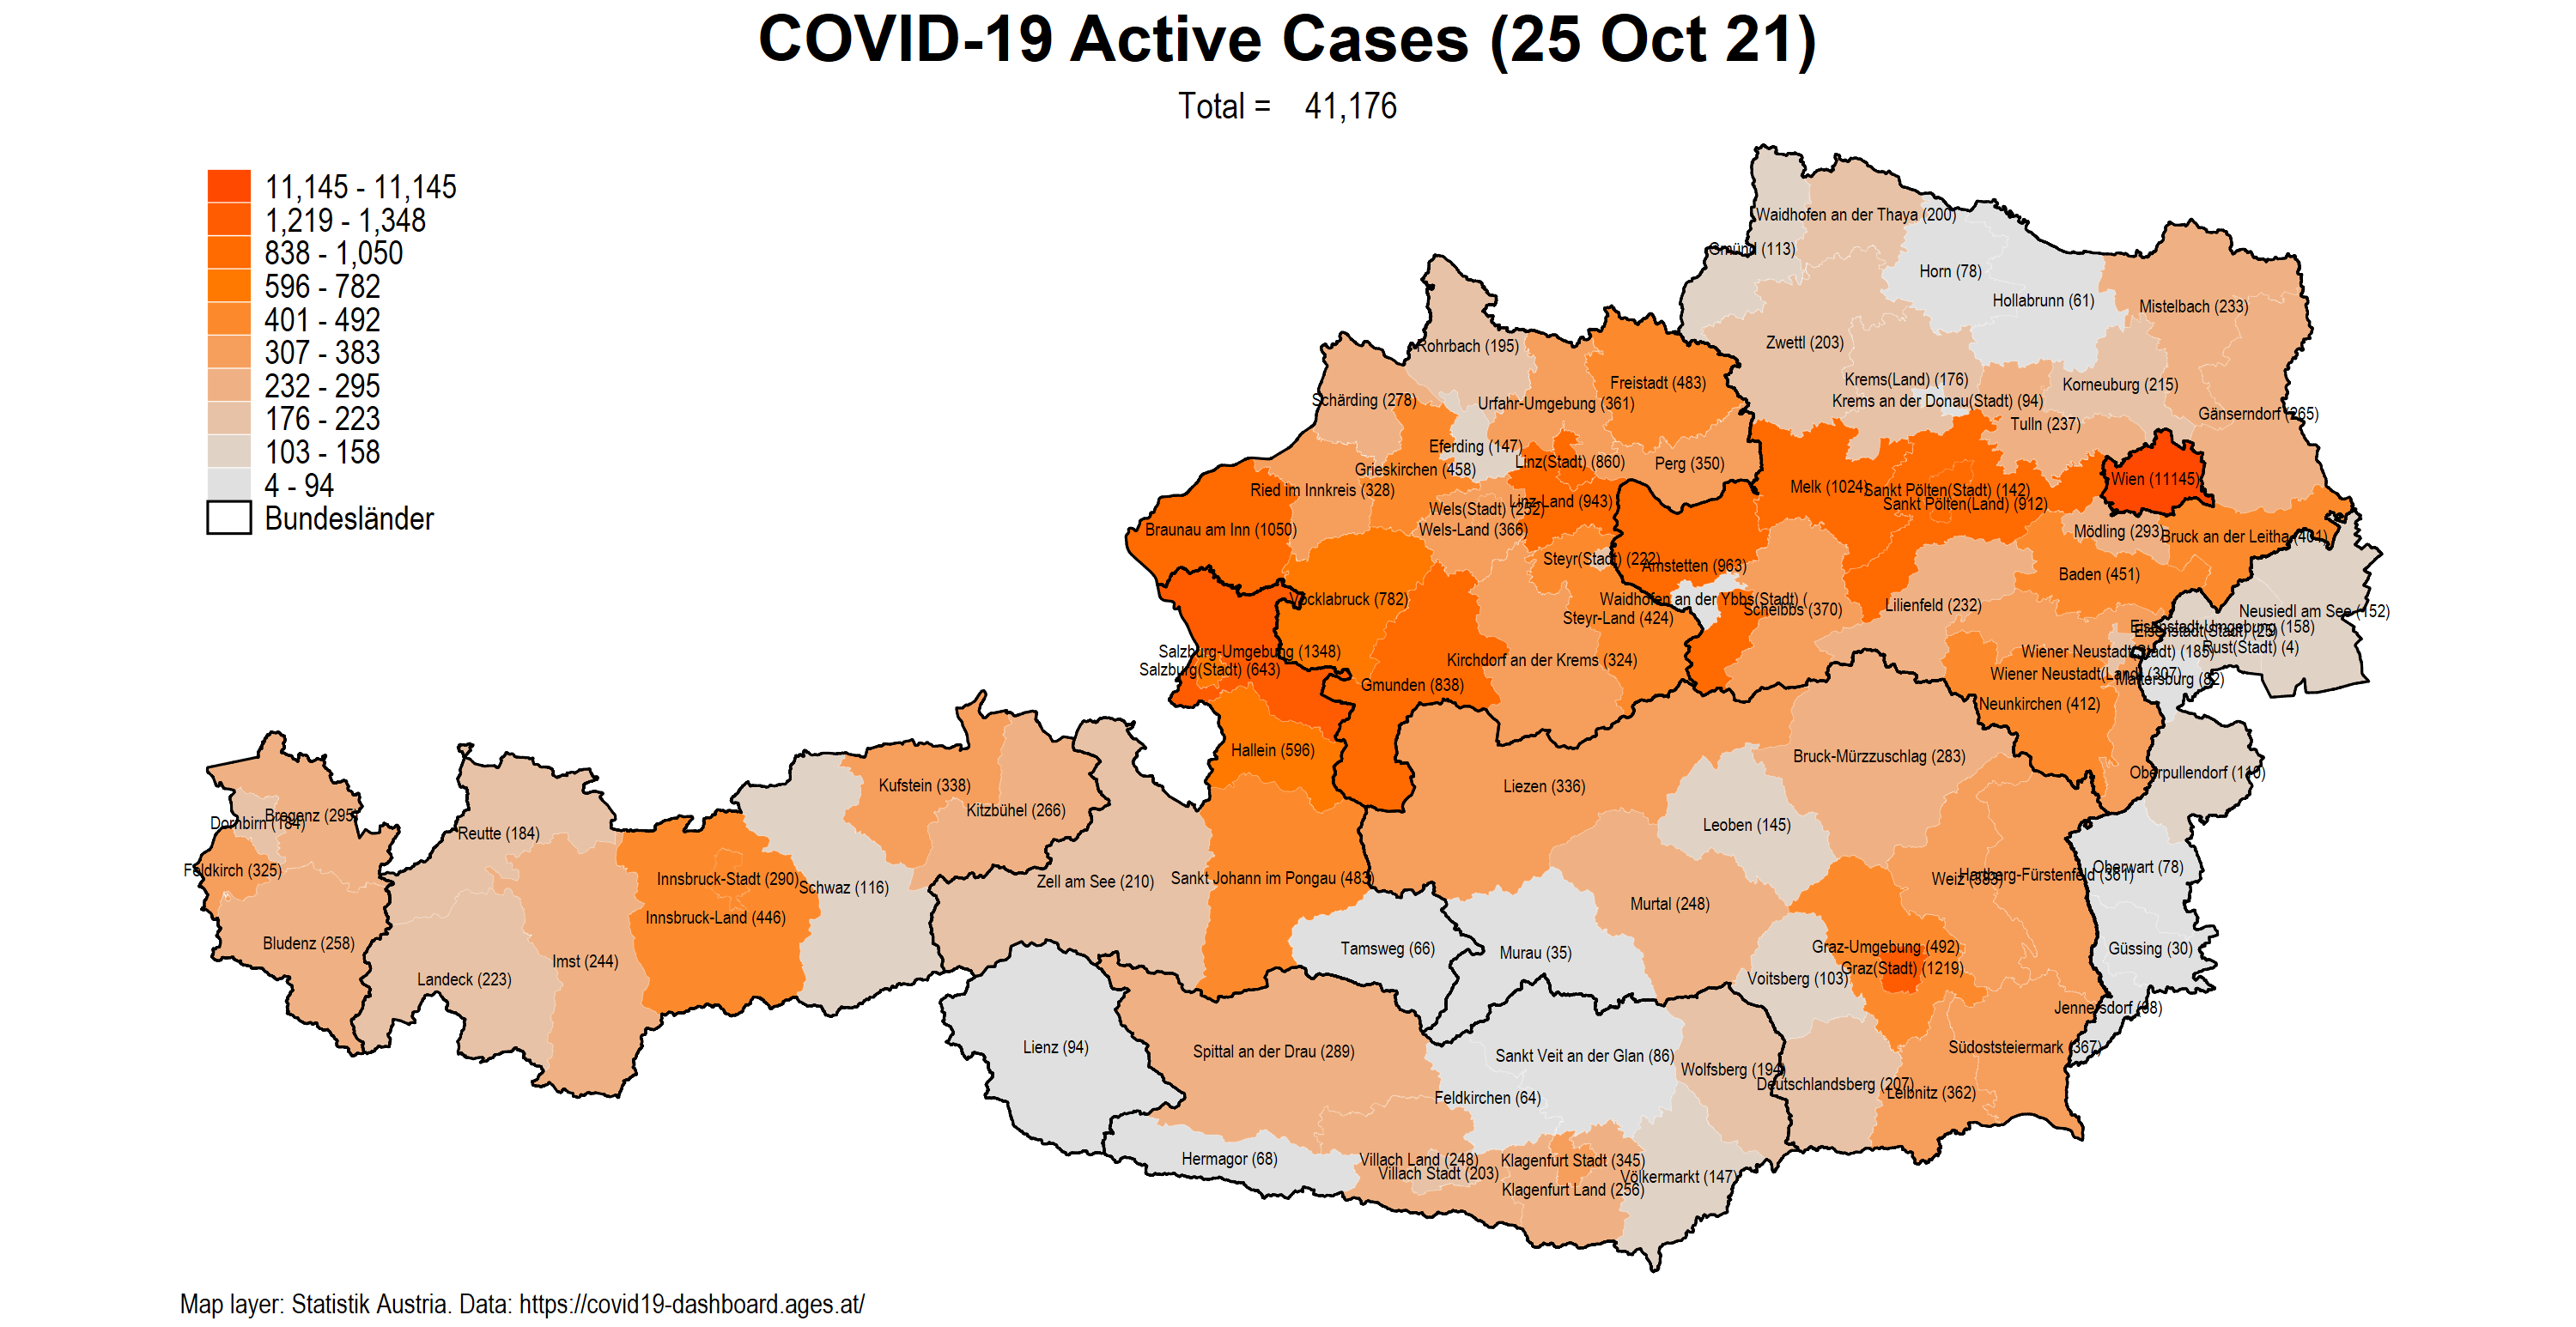 COVID-19 Active Cases (25 Oct 21)
Total = 41,176
11,145 - 11,145
1,219 - 1,348
838 - 1,050
596 - 782
401 - 492
307 - 383
232 - 295
176 - 223
103 - 158
4 - 94
Bundesländer
Waidhofen an der Thaya (200)
Gmünd (113)
Horn (78)
Hollabrunn (61)
Mistelbach (233)
Zwettl (203)
Rohrbach (195)
Krems(Land) (176)
Korneuburg (215)
Freistadt (483)
Schärding (278)
Urfahr-Umgebung (361)
Krems an der Donau(Stadt) (94)
Gänserndorf (265)
Tulln (237)
Eferding (147)
Linz(Stadt) (860)
Perg (350)
Grieskirchen (458)
Wien (11145)
Melk (1024)
Sankt Pölten(Stadt) (142)
Ried im Innkreis (328)
Linz-Land (943)
Sankt Pölten(Land) (912)
Wels(Stadt) (252)
Braunau am Inn (1050)
Wels-Land (366)
Mödling (293)
Bruck an der Leitha (401)
Steyr(Stadt) (222)
Amstetten (963)
Baden (451)
Vöcklabruck (782)
Waidhofen an der Ybbs(Stadt) (
Scheibbs (370)
Lilienfeld (232)
Neusiedl am See (152)
Steyr-Land (424)
Eisenstadt-Umgebung (158)
Eisenstadt(Stadt) (25)
Rust(Stadt) (4)
Salzburg-Umgebung (1348)
Wiener Neustadt(Stadt) (185)
Kirchdorf an der Krems (324)
Salzburg(Stadt) (643)
Wiener Neustadt(Land) (307)
Mattersburg (82)
Gmunden (838)
Neunkirchen (412)
Hallein (596)
Bruck-Mürzzuschlag (283)
Oberpullendorf (110)
Kufstein (338)
Liezen (336)
Kitzbühel (266)
Bregenz (295)
Dornbirn (184)
Reutte (184)
Leoben (145)
Oberwart (78)
Feldkirch (325)
Innsbruck-Stadt (290)
Schwaz (116)
Zell am See (210)
Sankt Johann im Pongau (483)
Weiz (383)
Hartberg-Fürstenfeld (361)
Murtal (248)
Innsbruck-Land (446)
Bludenz (258)
Tamsweg (66)
Murau (35)
Graz-Umgebung (492)
Güssing (30)
Imst (244)
Graz(Stadt) (1219)
Landeck (223)
Voitsberg (103)
Jennersdorf
Lienz (94)
Spittal an der Drau (289)
Sankt Veit an der Glan (86)
Südoststeiermark (367)
Wolfsberg (194)
Deutschlandsberg (207)
Leibnitz (362)
Feldkirchen (64)
Hermagor (68)
Villach Land (248)
Klagenfurt Stadt (345)
Villach Stadt (203)
Völkermarkt (147)
Klagenfurt Land (256)
Map layer: Statistik Austria. Data: https://covid19-dashboard.ages.at/